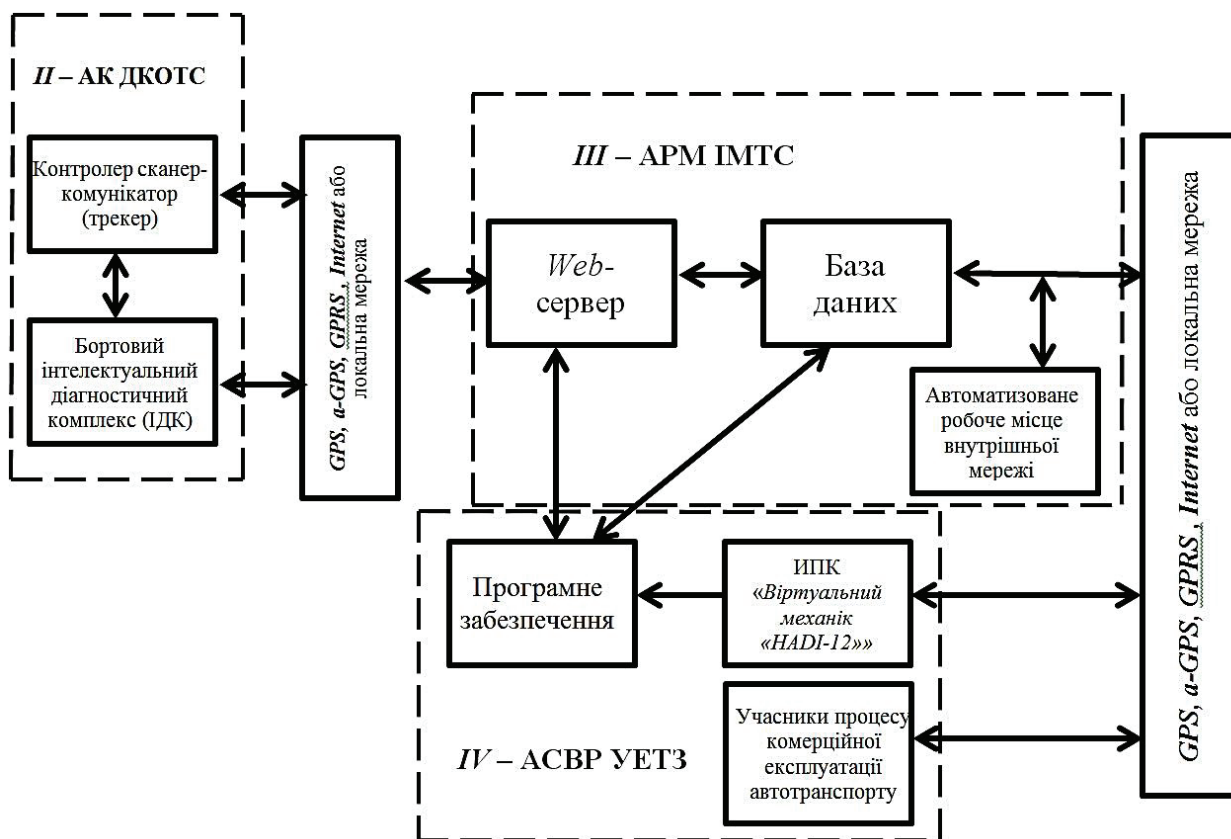 II – АК ДКОТС
Контролер сканер-
комунікатор
(трекер)
Бортовий
інтелектуальний
діагностичний
комплекс (ІДК)
GPS, a-GPS, GPRS, Internet або
локальна мережа
III – АРМ ІМТС
Web-
сервер
База
даних
Автоматизоване
робоче місце
внутрішньої
мережі
Програмне
забезпечення
ИПК
«Віртуальний
механік
«HADI-12»»
Учасники процесу
комерційної
експлуатації
автотранспорту
IV – АСВР УЕТЗ
GPS, a-GPS, GPRS, Internet або локальна мережа